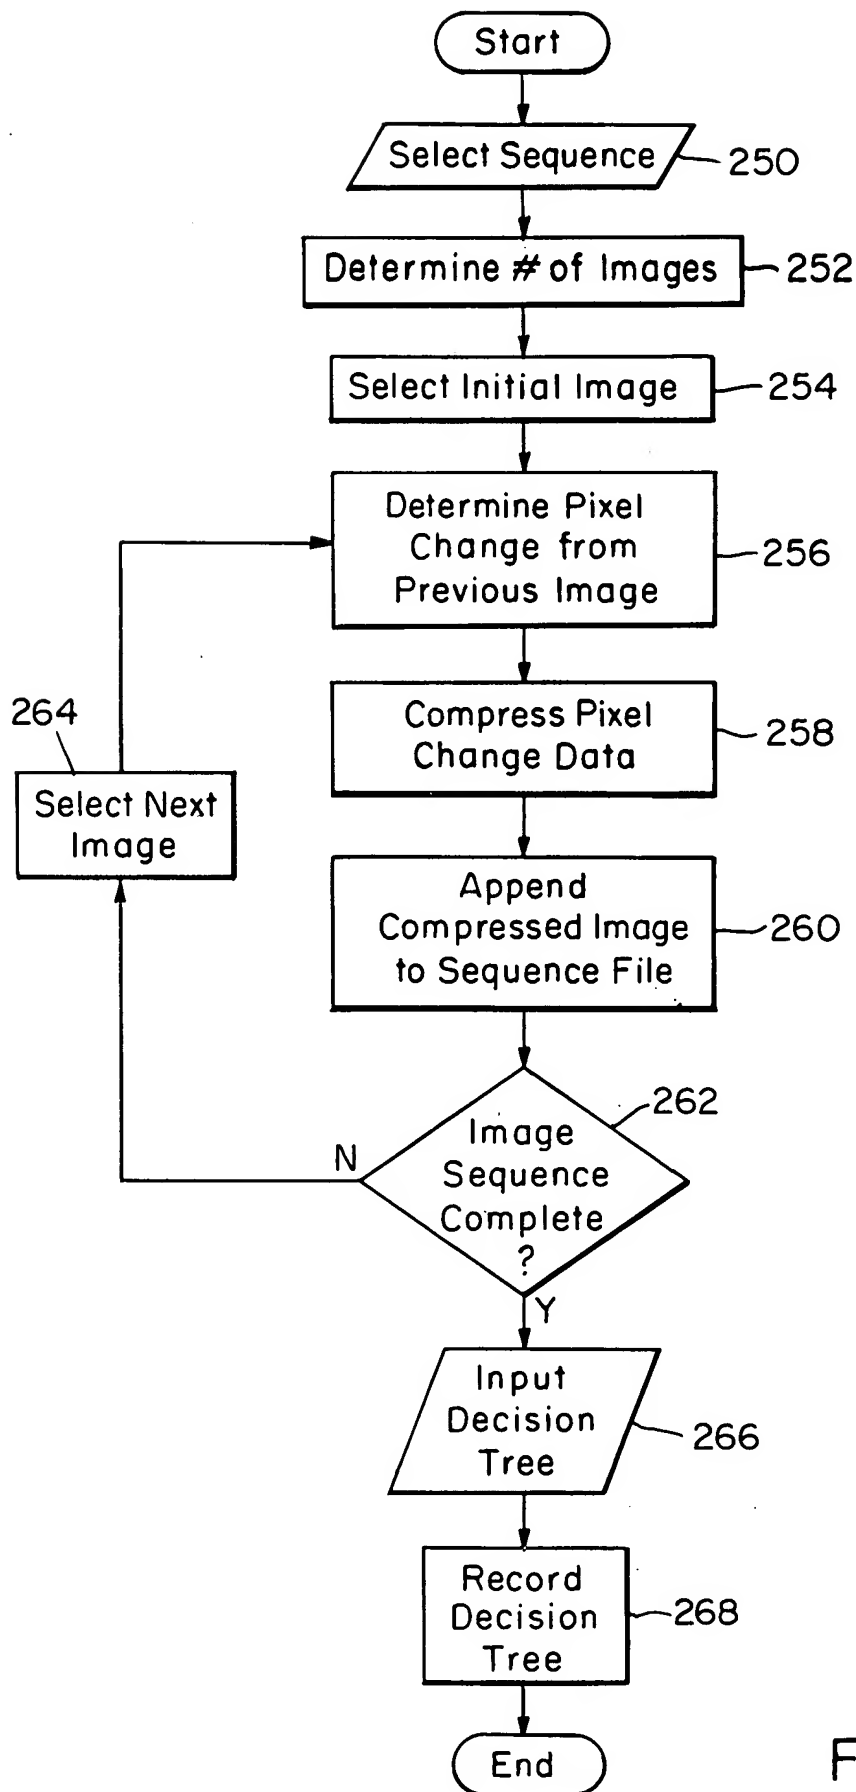 Start
Select Sequence
250
Determine # of Images
252
Select Initial Image
254
Determine Pixel
Change from
Previous Image
256
Compress Pixel
Change Data
258
264
Select Next
Image
Append
Compressed Image
to Sequence File
260
262
Image
Sequence
Complete
?
N
Y
Input
Decision
Tree
266
Record
Decision
Tree
268
End
F